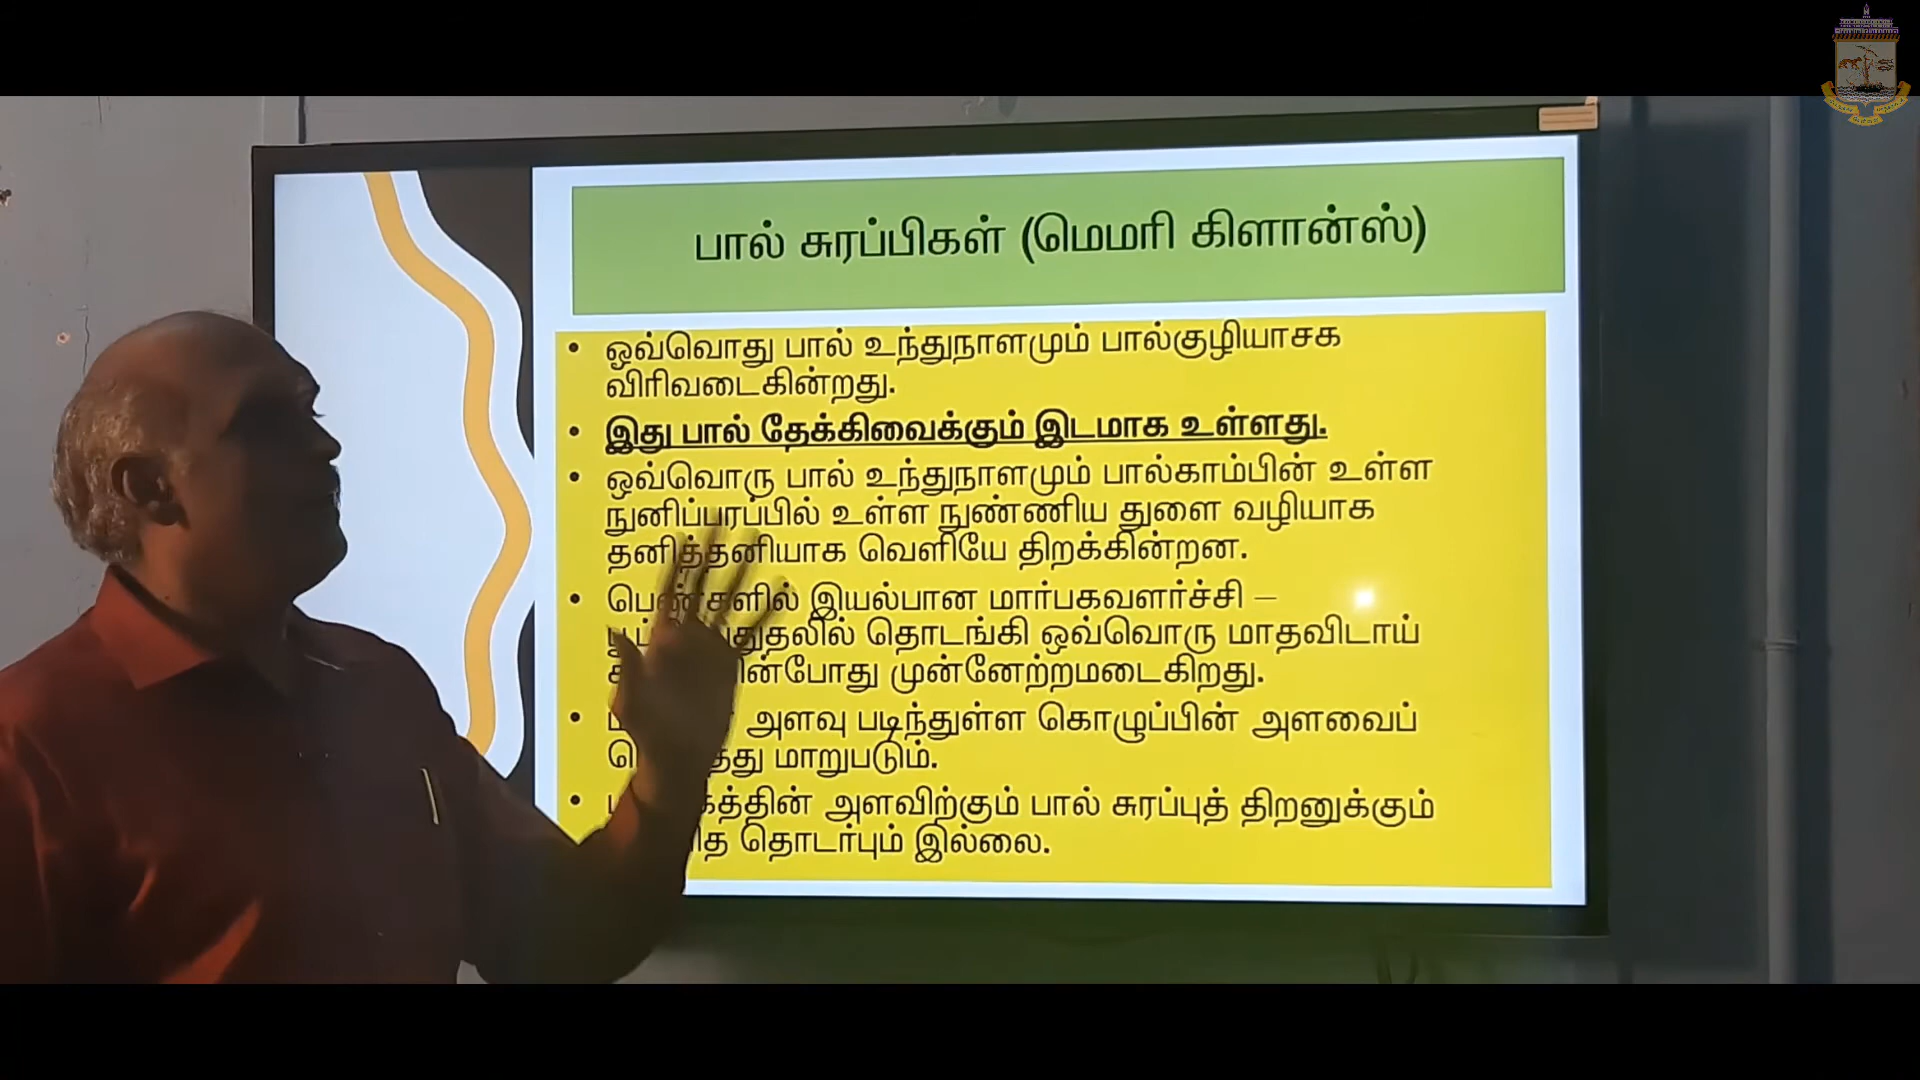 பால் சுரப்பிகள் (மெமரி கிளான்ஸ்)
• ஒவ்வொது பால் உந்துநாளமும் பால்குழியாசக
விரிவடைகின்றது.
• இது பால் தேக்கிவைக்கும் இடமாக உள்ளது.
• ஒவ்வொரு பால் உந்துநாளமும் பால்காம்பின் உள்ள
நுனிப்பரப்பில் உள்ள நுண்ணிய துளை வழியாக
தனித்தனியாக வெளியே திறக்கின்றன.
• பெண்களில் இயல்பான மார்பகவளர்ச்சி –
தொடங்கி ஒவ்வொரு மாதவிடாய்
முன்னேற்றமடைகிறது.
• அளவு படிந்துள்ள கொழுப்பின் அளவைப்
மாறுபடும்.
• அளவிற்கும் பால் சுரப்புத் திறனுக்கும்
தொடர்பும் இல்லை.